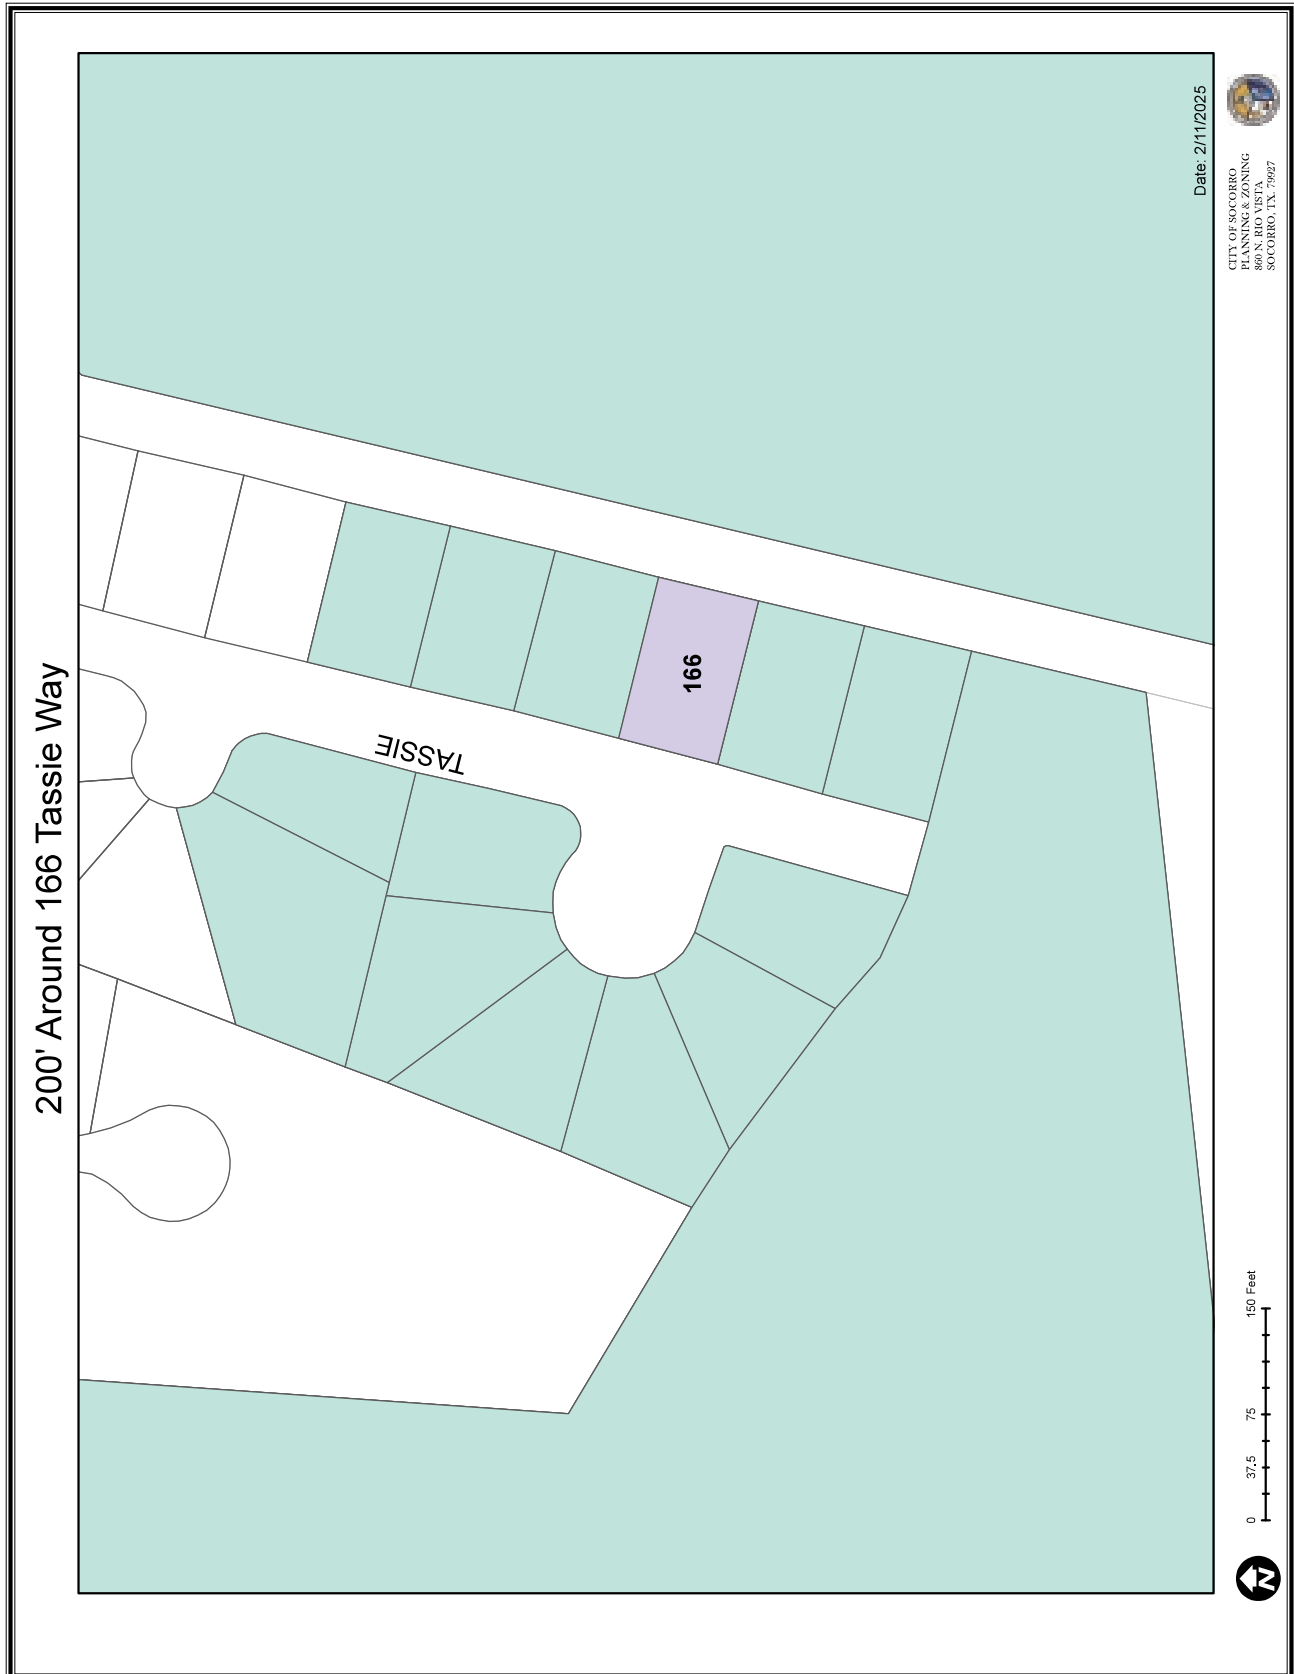 200' Around 166 Tassie Way
TASSIE
166
Date: 2/11/2025
N
0 37.5 75 150 Feet
CITY OF SOCORRO
PLANNING & ZONING
860 N. RIO VISTA
SOCORRO, TX. 79927